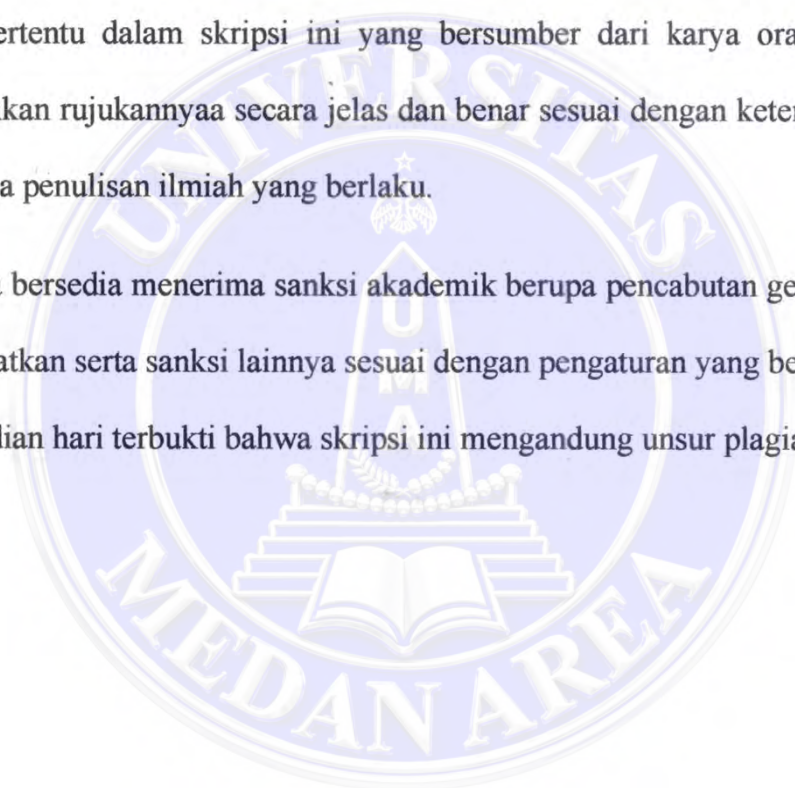 ertentu dalam skripsi ini yang bersumber dari karya ora
kan rujukannyaa secara jelas dan benar sesuai dengan keter
a penulisan ilmiah yang berlaku.
bersedia menerima sanksi akademik berupa pencabutan ge
atkan serta sanksi lainnya sesuai dengan pengaturan yang be
lian hari terbukti bahwa skripsi ini mengandung unsur plagia
UNIVERSITAS
UMA
MEDAN AREA